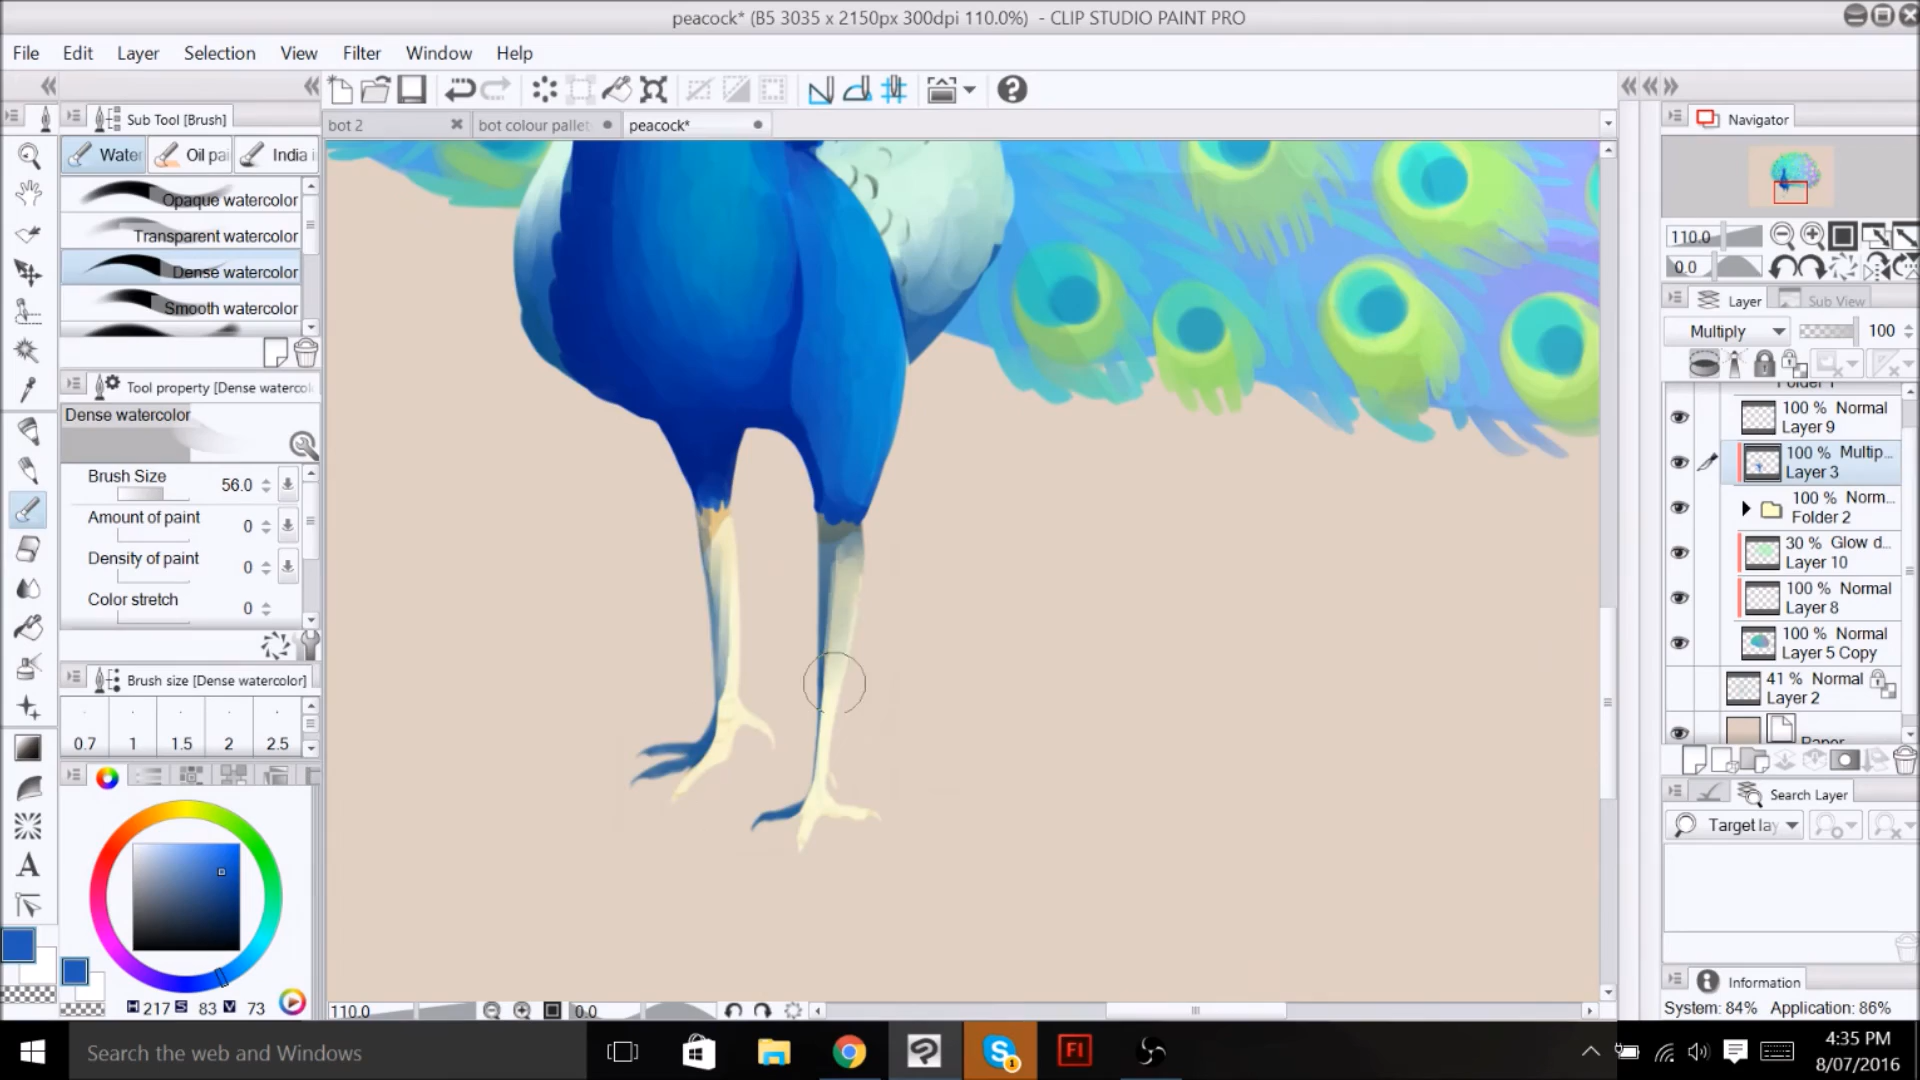 peacock* (B5 3035 x 2150px 300dpi 110.0%) - CLIP STUDIO PAINT PRO
File Edit Layer Selection View Filter Window Help
Sub Tool [Brush]
bot 2
bot colour pallet
peacock*
Navigator
Water
Oil pai
India i
Opaque watercolor
Transparent watercolor
Dense watercolor
Smooth watercolor
110.0
0.0
Layer
Sub View
Multiply
100
Tool property [Dense watercolo
Dense watercolor
Brush Size 56.0
Amount of paint 0
Density of paint 0
Color stretch 0
Folder 1
100 % Normal
Layer 9
100 % Multip...
Layer 3
100 % Norm...
Folder 2
30 % Glow d...
Layer 10
100 % Normal
Layer 8
100 % Normal
Layer 5 Copy
41 % Normal
Layer 2
Paper
Brush size [Dense watercolor]
0.7 1 1.5 2 2.5
Search Layer
Target lay
A
H 217 S 83 V 73
110.0
0.0
Information
System: 84% Application: 86%
Search the web and Windows
1
Fl
4:35 PM
8/07/2016